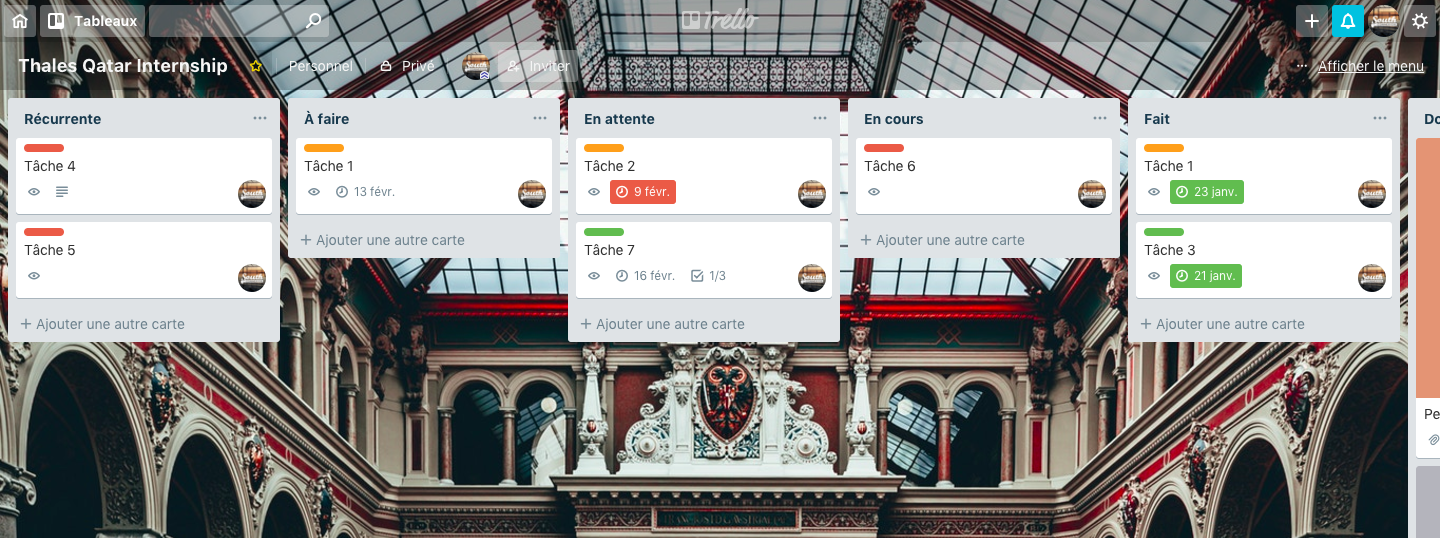 Tableaux
Trello
Thales Qatar Internship
Personnel
Privé
Inviter
Afficher le menu
Récurrente
Tâche 4
Tâche 5
+ Ajouter une autre carte
À faire
Tâche 1
13 févr.
+ Ajouter une autre carte
En attente
Tâche 2
9 févr.
Tâche 7
16 févr.
1/3
+ Ajouter une autre carte
En cours
Tâche 6
+ Ajouter une autre carte
Fait
Tâche 1
23 janv.
Tâche 3
21 janv.
+ Ajouter une autre carte
Do
Pe